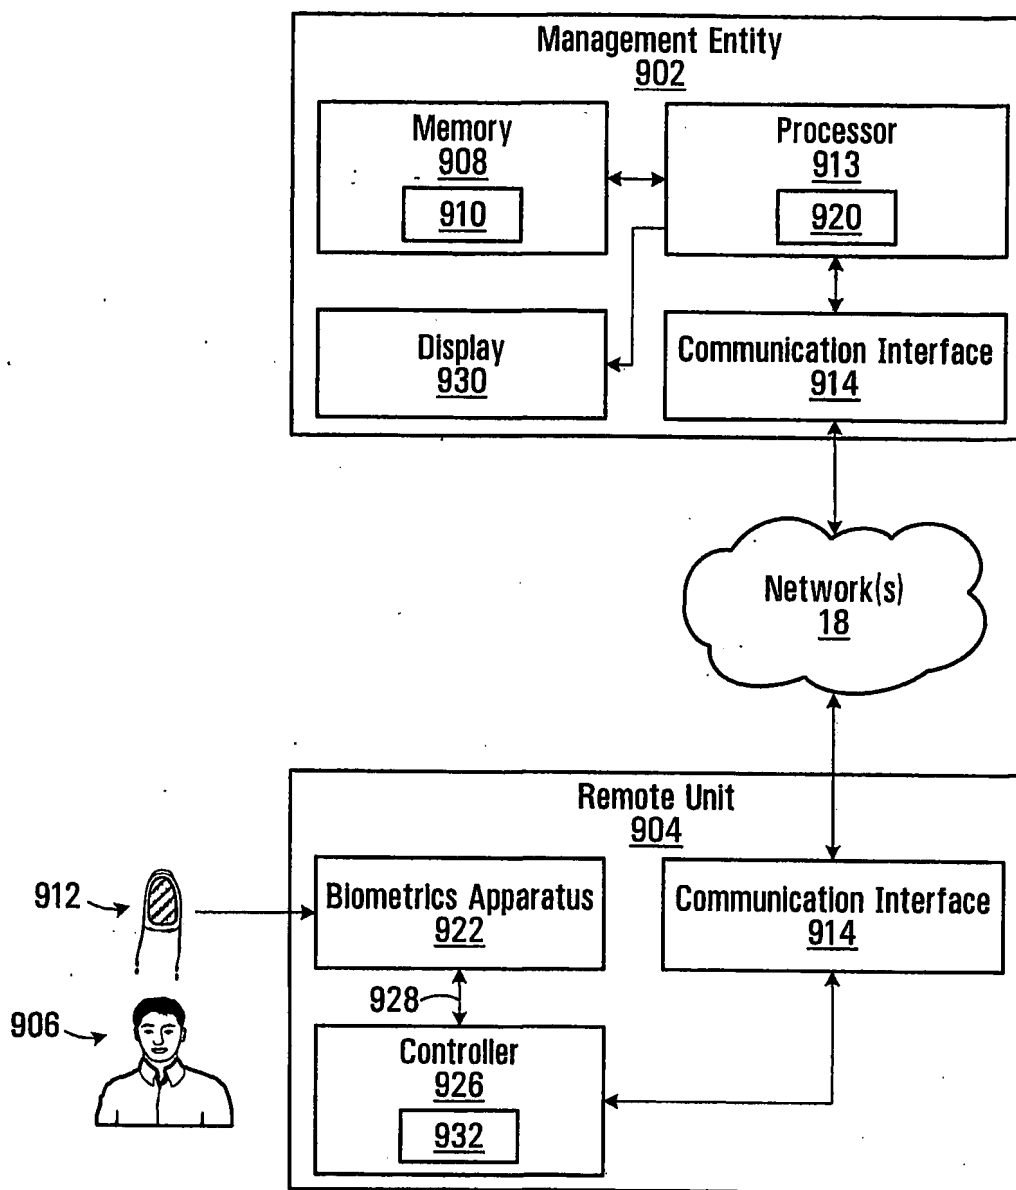 Management Entity
902
Memory
908
910
Processor
913
920
Display
930
Communication Interface
914
Network(s)
18
Remote Unit
904
912
Biometrics Apparatus
922
Communication Interface
914
928
906
Controller
926
932